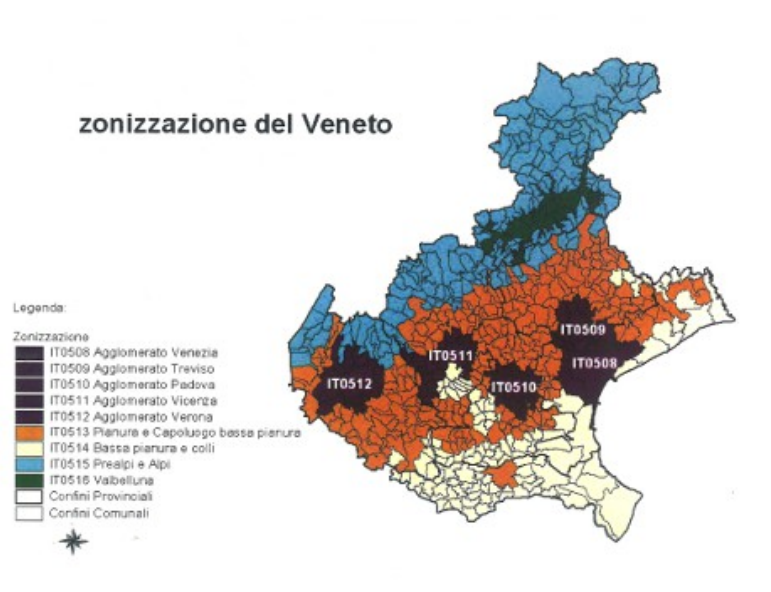 zonizzazione del Veneto
Legenda:
Zonizzazione
IT0508 Agglomerato Venezia
IT0509 Agglomerato Treviso
IT0510 Agglomerato Padova
IT0511 Agglomerato Vicenza
IT0512 Agglomerato Verona
IT0513 Pianura e Capoluogo bassa pianura
IT0514 Bassa pianura e colli
IT0515 Prealpi e Alpi
IT0516 Valbelluna
Confini Provinciali
Confini Comunali
IT0509
IT0508
IT0511
IT0512
IT0510